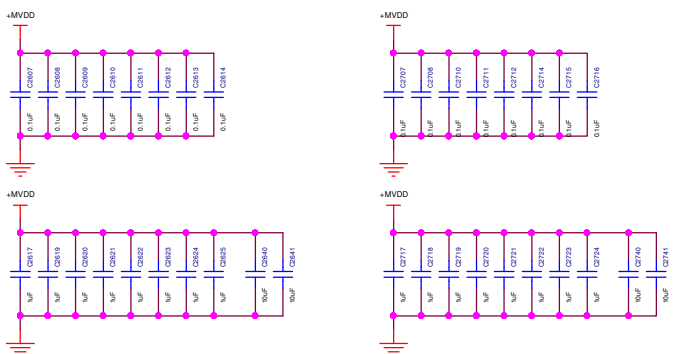 +MVDD
C2607
C2608
C2609
C2610
C2611
C2612
C2613
C2614
0.1uF
0.1uF
0.1uF
0.1uF
0.1uF
0.1uF
0.1uF
0.1uF
+MVDD
C2707
C2708
C2710
C2711
C2712
C2714
C2715
C2716
0.1uF
0.1uF
0.1uF
0.1uF
0.1uF
0.1uF
0.1uF
0.1uF
+MVDD
C2617
C2619
C2620
C2621
C2622
C2623
C2624
C2625
C2640
C2641
1uF
1uF
1uF
1uF
1uF
1uF
1uF
1uF
10uF
10uF
+MVDD
C2717
C2718
C2719
C2720
C2721
C2722
C2723
C2724
C2740
C2741
1uF
1uF
1uF
1uF
1uF
1uF
1uF
1uF
10uF
10uF